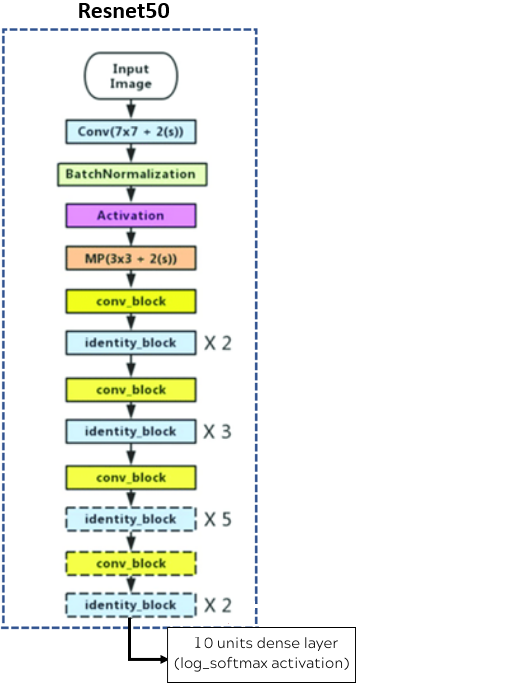 Resnet50
Input
Image
Conv(7x7 + 2(s))
BatchNormalization
Activation
MP(3x3 + 2(s))
conv_block
identity_block X 2
conv_block
identity_block X 3
conv_block
identity_block X 5
conv_block
identity_block X 2
10 units dense layer
(log_softmax activation)